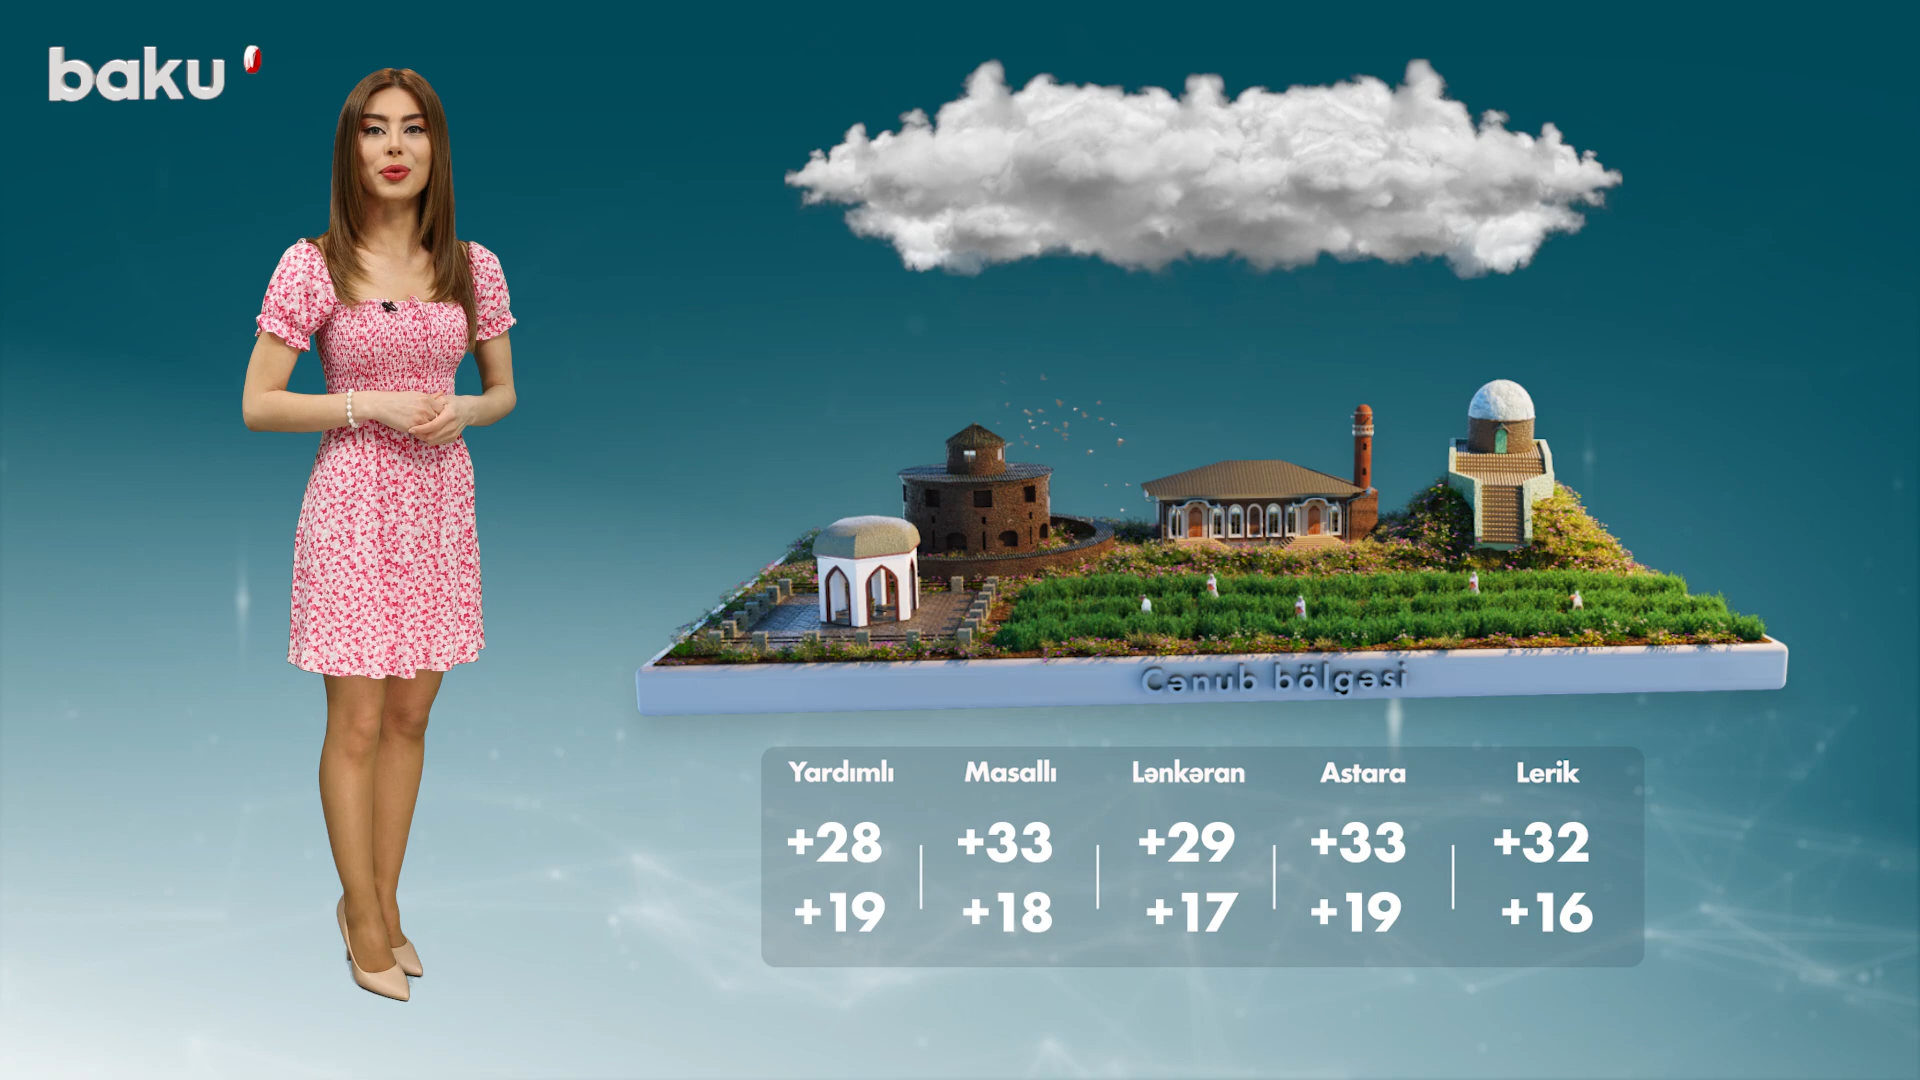 baku
Cənub bölgəsi
Yardımlı Masallı Lənkəran Astara Lerik
+28 +33 +29 +33 +32
+19 +18 +17 +19 +16